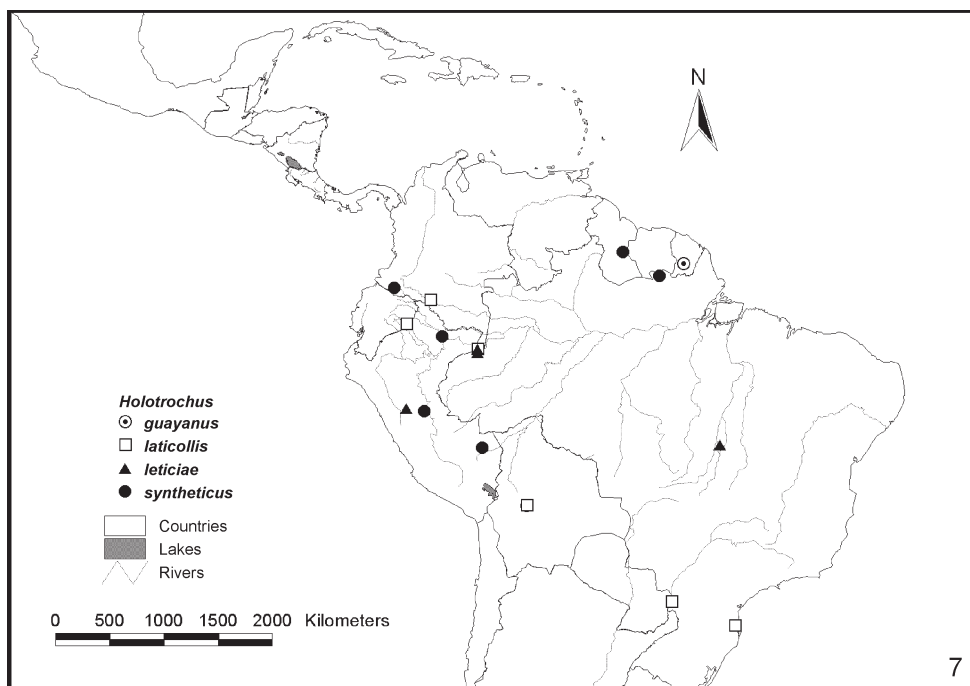 N
Holotrochus
guayanus
laticollis
leticiae
syntheticus
Countries
Lakes
Rivers
0 500 1000 1500 2000 Kilometers
7